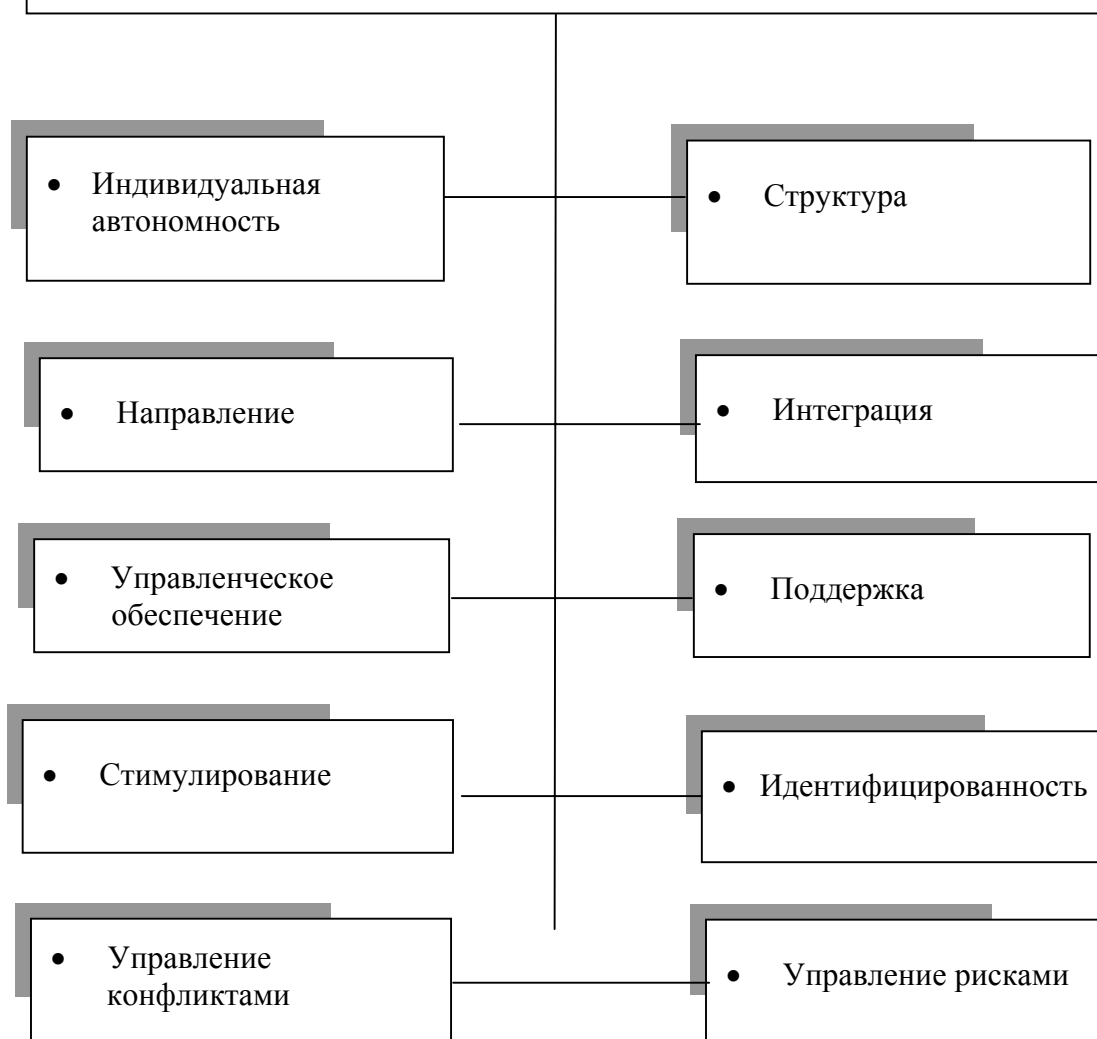 • Индивидуальная
автономность
• Структура
• Направление
• Интеграция
• Управленческое
обеспечение
• Поддержка
• Стимулирование
• Идентифицированность
• Управление
конфликтами
• Управление рисками